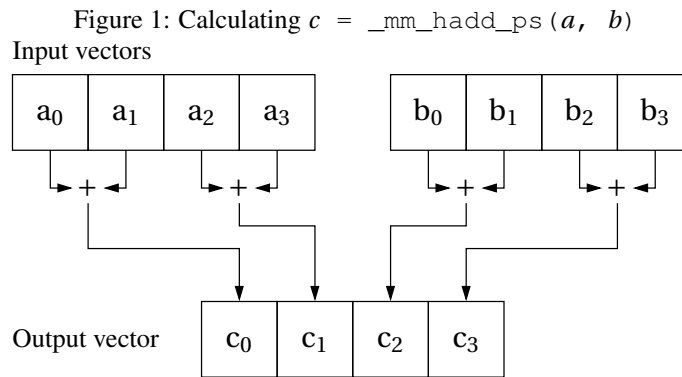 Figure 1: Calculating c = _mm_hadd_ps(a, b)
Input vectors
a₀ a₁ a₂ a₃ b₀ b₁ b₂ b₃
+ + + +
Output vector c₀ c₁ c₂ c₃